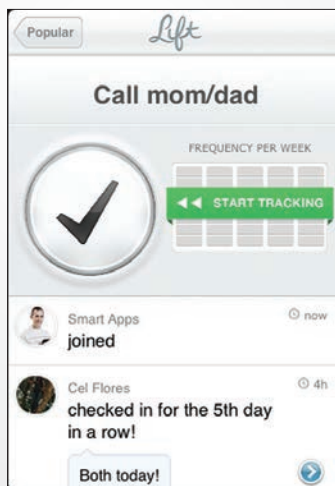 Popular
Lift
Call mom/dad
FREQUENCY PER WEEK
START TRACKING
Smart Apps
now
joined
Cel Flores
4h
checked in for the 5th day
in a row!
Both today!